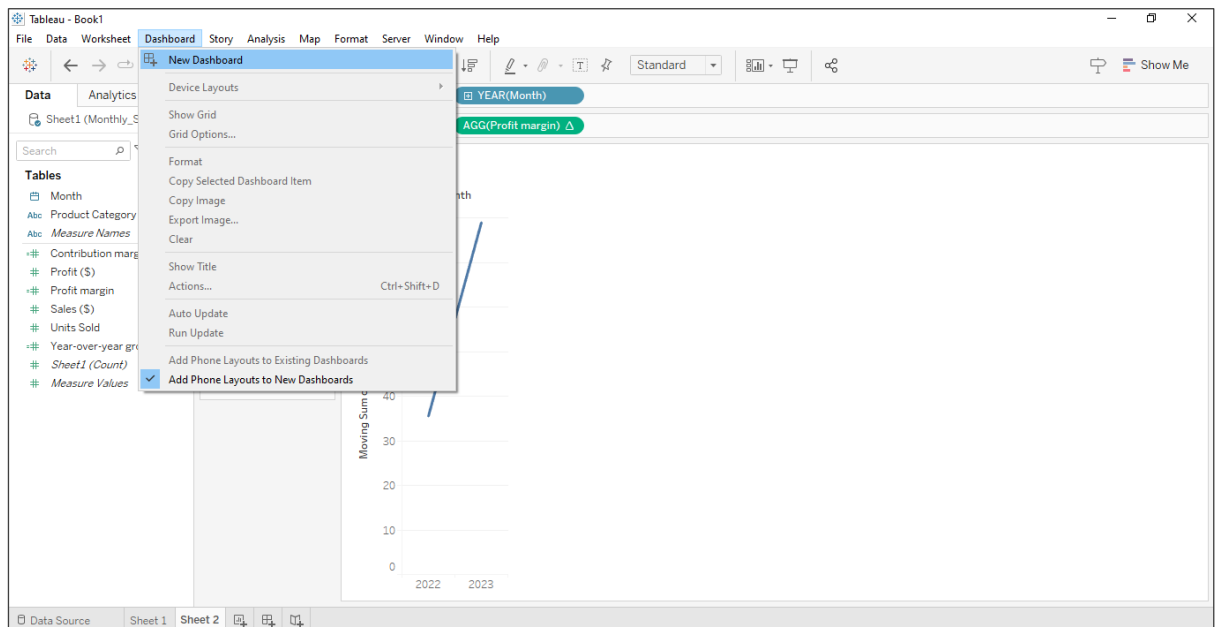 Tableau - Book1
File Data Worksheet Dashboard Story Analysis Map Format Server Window Help
New Dashboard
Standard
Show Me
Device Layouts
Data Analytics
YEAR(Month)
Show Grid
Sheet1 (Monthly_S
Grid Options...
AGG(Profit margin) Δ
Search
Format
Tables
Copy Selected Dashboard Item
Month
Copy Image
nth
Abc Product Category
Export Image...
Abc Measure Names
Clear
Contribution marg
Profit ($)
Show Title
Profit margin
Actions... Ctrl+Shift+D
Sales ($)
Auto Update
Units Sold
Run Update
Year-over-year gro
Sheet1 (Count)
Add Phone Layouts to Existing Dashboards
Measure Values
Add Phone Layouts to New Dashboards
Moving Sum o
40
30
20
10
0
2022 2023
Data Source Sheet 1 Sheet 2